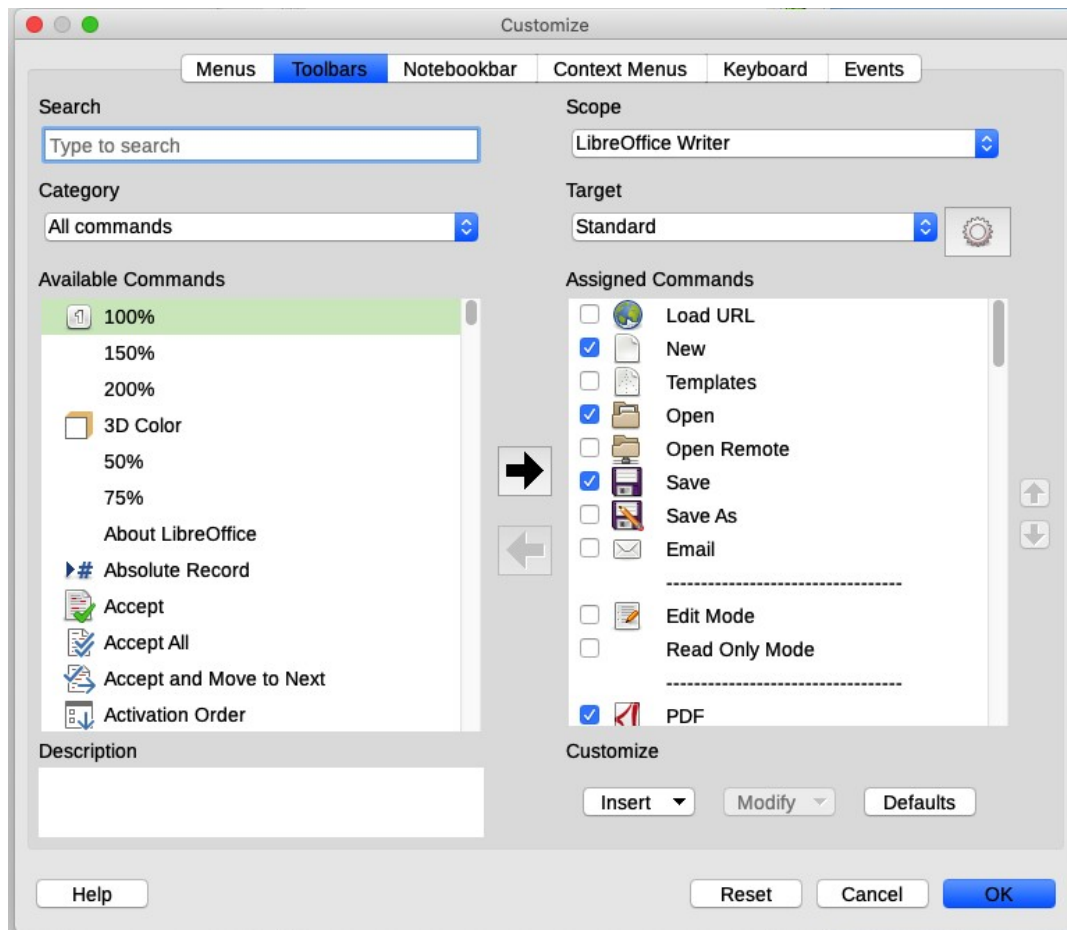 Customize
Menus Toolbars Notebookbar Context Menus Keyboard Events
Search
Type to search
Category
All commands
Available Commands
100%
150%
200%
3D Color
50%
75%
About LibreOffice
Absolute Record
Accept
Accept All
Accept and Move to Next
Activation Order
Description
Scope
LibreOffice Writer
Target
Standard
Assigned Commands
Load URL
New
Templates
Open
Open Remote
Save
Save As
Email
----------------------------------
Edit Mode
Read Only Mode
----------------------------------
PDF
Customize
Insert Modify Defaults
Help Reset Cancel OK